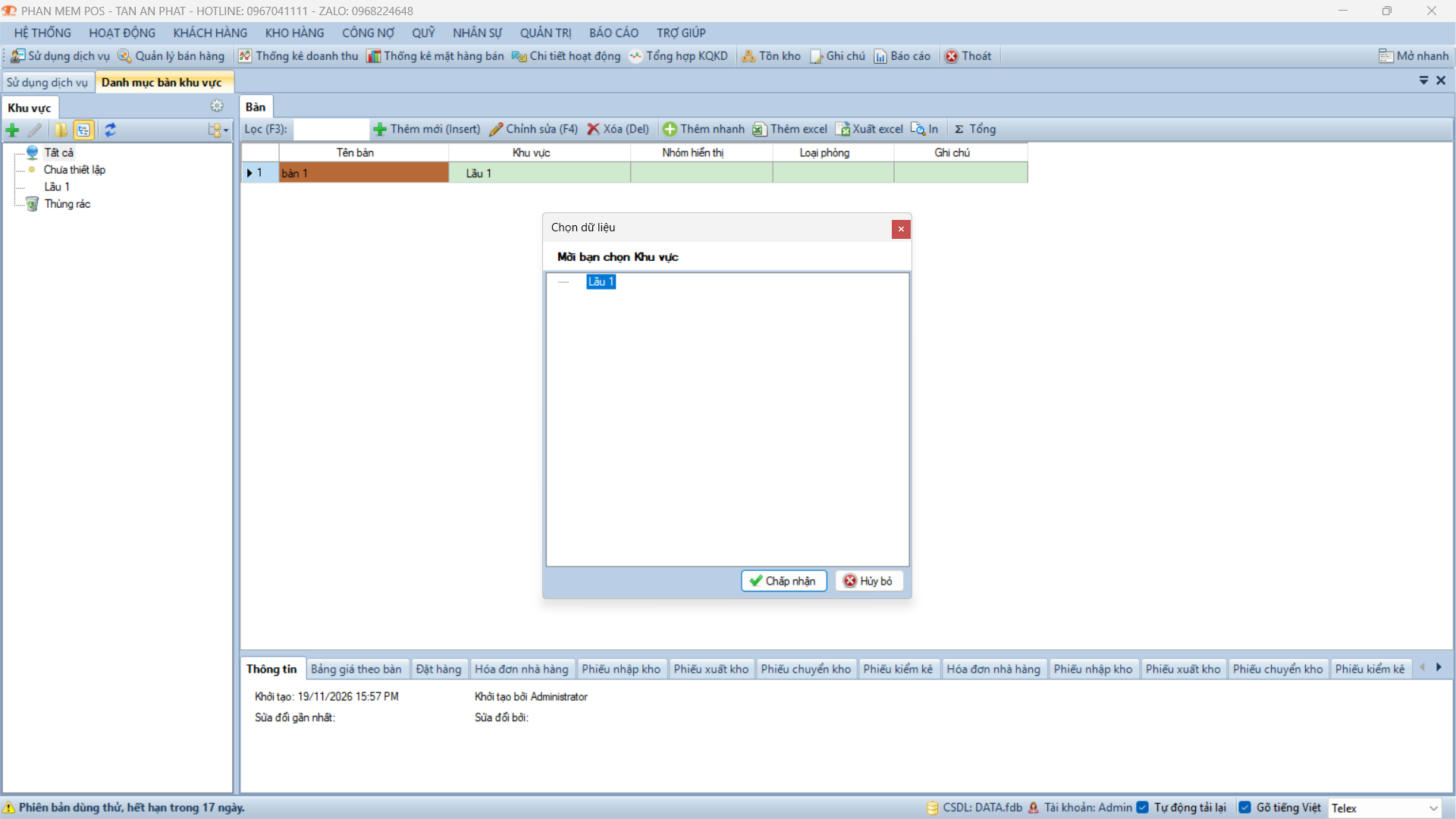 PHAN MEM POS - TAN AN PHAT - HOTLINE: 0967041111 - ZALO: 0968224648
HỆ THỐNG HOẠT ĐỘNG KHÁCH HÀNG KHO HÀNG CÔNG NỢ QUỸ NHÂN SỰ QUẢN TRỊ BÁO CÁO TRỢ GIÚP
Sử dụng dịch vụ Quản lý bán hàng Thống kê doanh thu Thống kê mặt hàng bán Chi tiết hoạt động Tổng hợp KQKD Tồn kho Ghi chú Báo cáo Thoát Mở nhanh
Sử dụng dịch vụ Danh mục bàn khu vực
Khu vực
Bàn
Lọc (F3): Thêm mới (Insert) Chỉnh sửa (F4) Xóa (Del) Thêm nhanh Thêm excel Xuất excel In Σ Tổng
Tất cả
Chưa thiết lập
Lầu 1
Thùng rác
Tên bàn Khu vực Nhóm hiển thị Loại phòng Ghi chú
1 bàn 1 Lầu 1
Chọn dữ liệu
Mời bạn chọn Khu vực
Lầu 1
Chấp nhận Hủy bỏ
Thông tin Bảng giá theo bàn Đặt hàng Hóa đơn nhà hàng Phiếu nhập kho Phiếu xuất kho Phiếu chuyển kho Phiếu kiểm kê Hóa đơn nhà hàng Phiếu nhập kho Phiếu xuất kho Phiếu chuyển kho Phiếu kiểm kê
Khởi tạo: 19/11/2026 15:57 PM Khởi tạo bởi Administrator
Sửa đổi gần nhất: Sửa đổi bởi:
Phiên bản dùng thử, hết hạn trong 17 ngày. CSDL: DATA.fdb Tài khoản: Admin Tự động tải lại Gõ tiếng Việt Telex